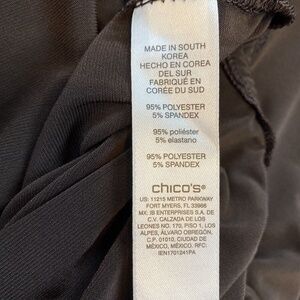 MADE IN SOUTH
KOREA
HECHO EN COREA
DEL SUR
FABRIQUÉ EN
CORÉE DU SUD
95% POLYESTER
5% SPANDEX
95% poliéster
5% elastano
95% POLYESTER
5% SPANDEX
chico's®
US: 11215 METRO PARKWAY
FORT MYERS, FL 33966
MX: IB ENTERPRISES S.A. DE
C.V. CALZADA DE LOS
LEONES NO. 170, PISO 1, LOS
ALPES, ÁLVARO OBREGÓN,
C.P. 01010, CIUDAD DE
MÉXICO, MÉXICO. RFC:
IEN1701241PA